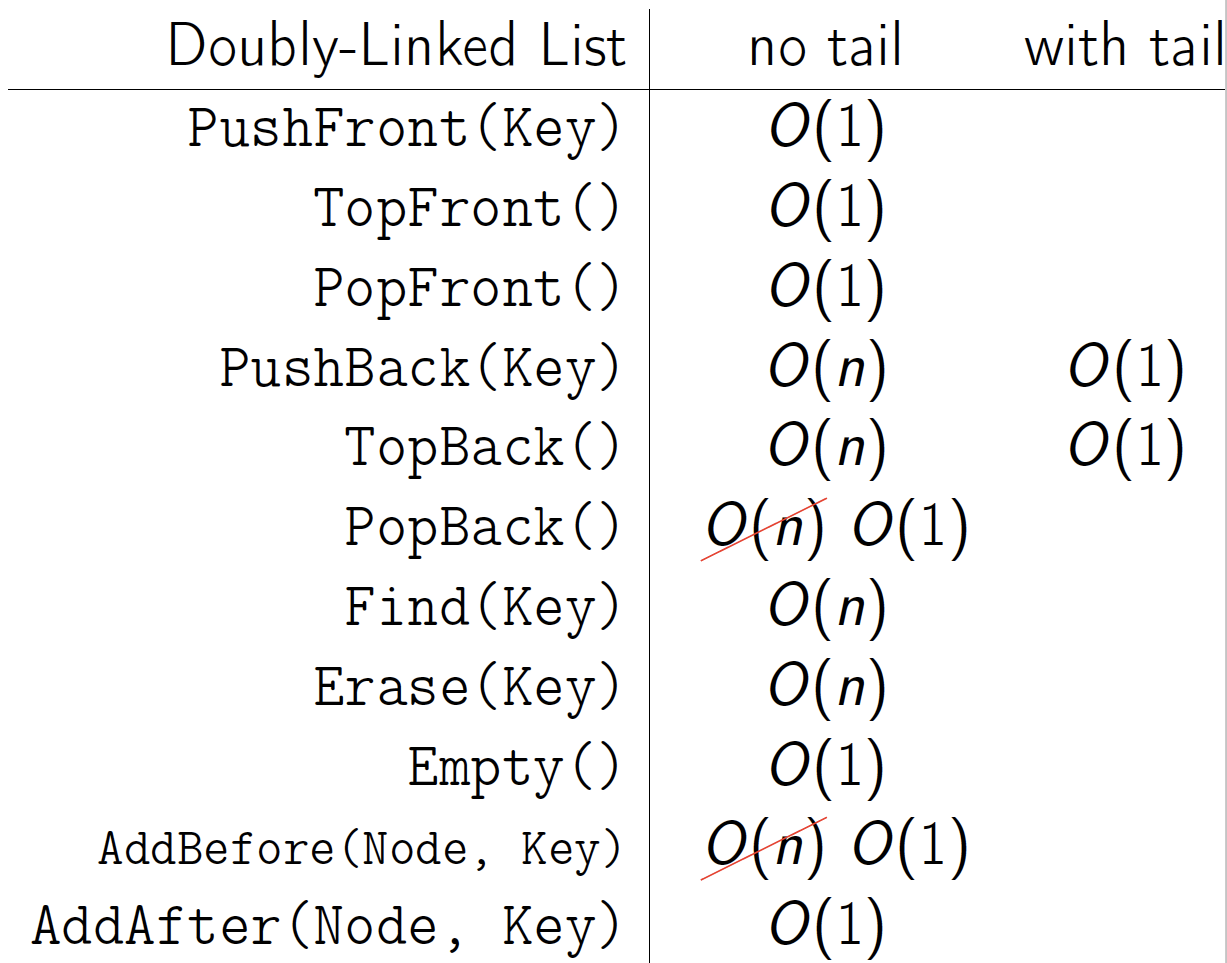 Doubly-Linked List no tail with tail
PushFront(Key) O(1)
TopFront() O(1)
PopFront() O(1)
PushBack(Key) O(n) O(1)
TopBack() O(n) O(1)
PopBack() O(n) O(1)
Find(Key) O(n)
Erase(Key) O(n)
Empty() O(1)
AddBefore(Node, Key) O(n) O(1)
AddAfter(Node, Key) O(1)